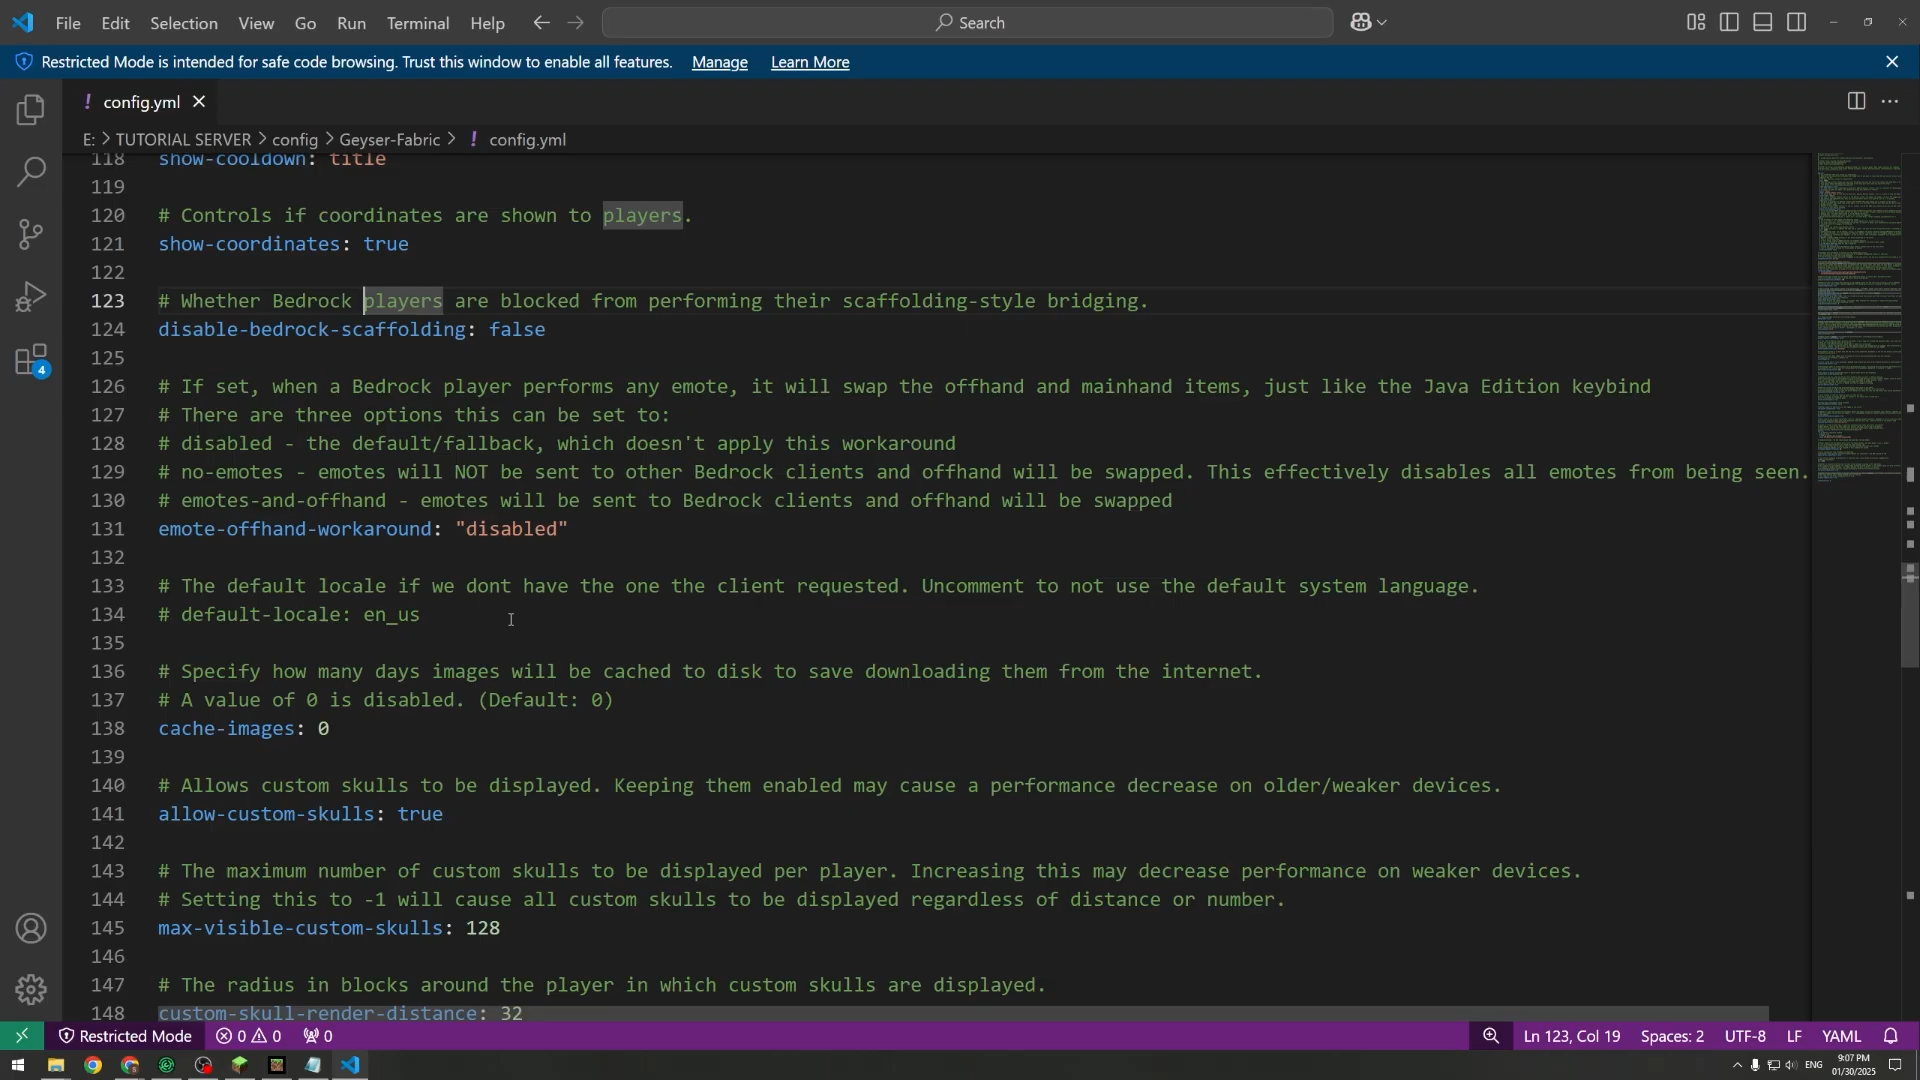 File Edit Selection View Go Run Terminal Help
Search
Restricted Mode is intended for safe code browsing. Trust this window to enable all features. Manage Learn More
! config.yml
E: > TUTORIAL SERVER > config > Geyser-Fabric > ! config.yml
118 show-cooldown: title
119
120 # Controls if coordinates are shown to players.
121 show-coordinates: true
122
123 # Whether Bedrock players are blocked from performing their scaffolding-style bridging.
124 disable-bedrock-scaffolding: false
125
126 # If set, when a Bedrock player performs any emote, it will swap the offhand and mainhand items, just like the Java Edition keybind
127 # There are three options this can be set to:
128 # disabled - the default/fallback, which doesn't apply this workaround
129 # no-emotes - emotes will NOT be sent to other Bedrock clients and offhand will be swapped. This effectively disables all emotes from being seen.
130 # emotes-and-offhand - emotes will be sent to Bedrock clients and offhand will be swapped
131 emote-offhand-workaround: "disabled"
132
133 # The default locale if we dont have the one the client requested. Uncomment to not use the default system language.
134 # default-locale: en_us
135
136 # Specify how many days images will be cached to disk to save downloading them from the internet.
137 # A value of 0 is disabled. (Default: 0)
138 cache-images: 0
139
140 # Allows custom skulls to be displayed. Keeping them enabled may cause a performance decrease on older/weaker devices.
141 allow-custom-skulls: true
142
143 # The maximum number of custom skulls to be displayed per player. Increasing this may decrease performance on weaker devices.
144 # Setting this to -1 will cause all custom skulls to be displayed regardless of distance or number.
145 max-visible-custom-skulls: 128
146
147 # The radius in blocks around the player in which custom skulls are displayed.
148 custom-skull-render-distance: 32
4
Restricted Mode 0 0 0 Ln 123, Col 19 Spaces: 2 UTF-8 LF YAML
ENG 9:07 PM
01/30/2025